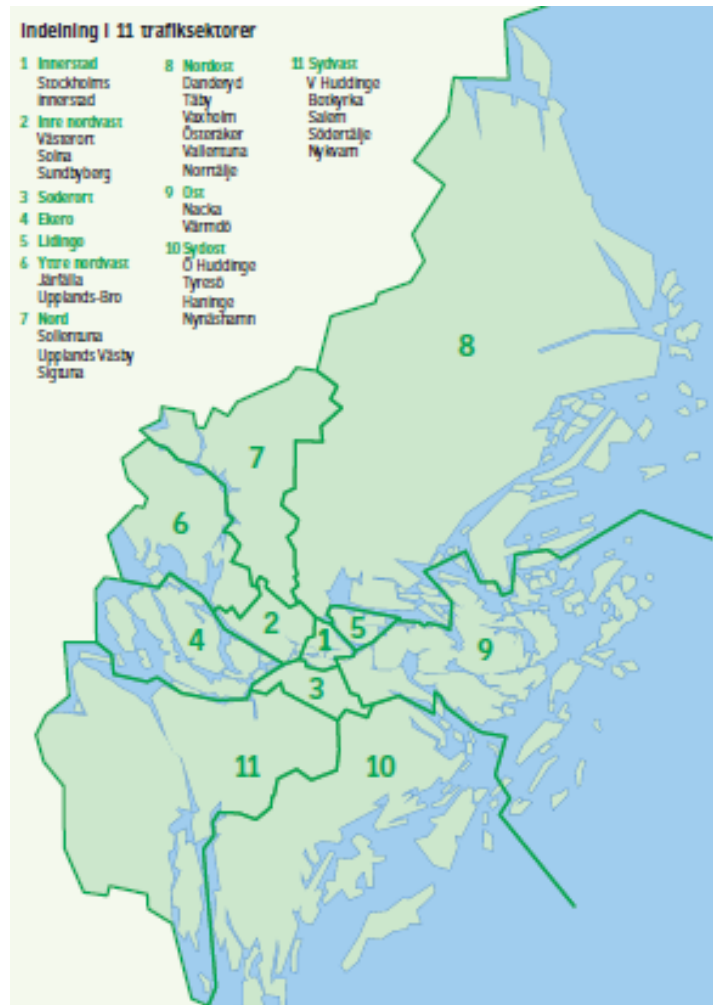 Indelning i 11 trafiksektorer
1 Innerstad
Stockholms
innerstad
2 Inre nordväst
Västerort
Solna
Sundbyberg
3 Söderort
4 Ekerö
5 Lidingö
6 Yttre nordväst
Järfälla
Upplands-Bro
7 Nord
Sollentuna
Upplands Väsby
Sigtuna
8 Nordost
Danderyd
Täby
Vaxholm
Österåker
Vallentuna
Norrtälje
9 Ost
Nacka
Värmdö
10 Sydost
Ö Huddinge
Tyresö
Haninge
Nynäshamn
11 Sydväst
V Huddinge
Botkyrka
Salem
Södertälje
Nykvarn
8
7
6
2
5
4
1
9
3
11
10